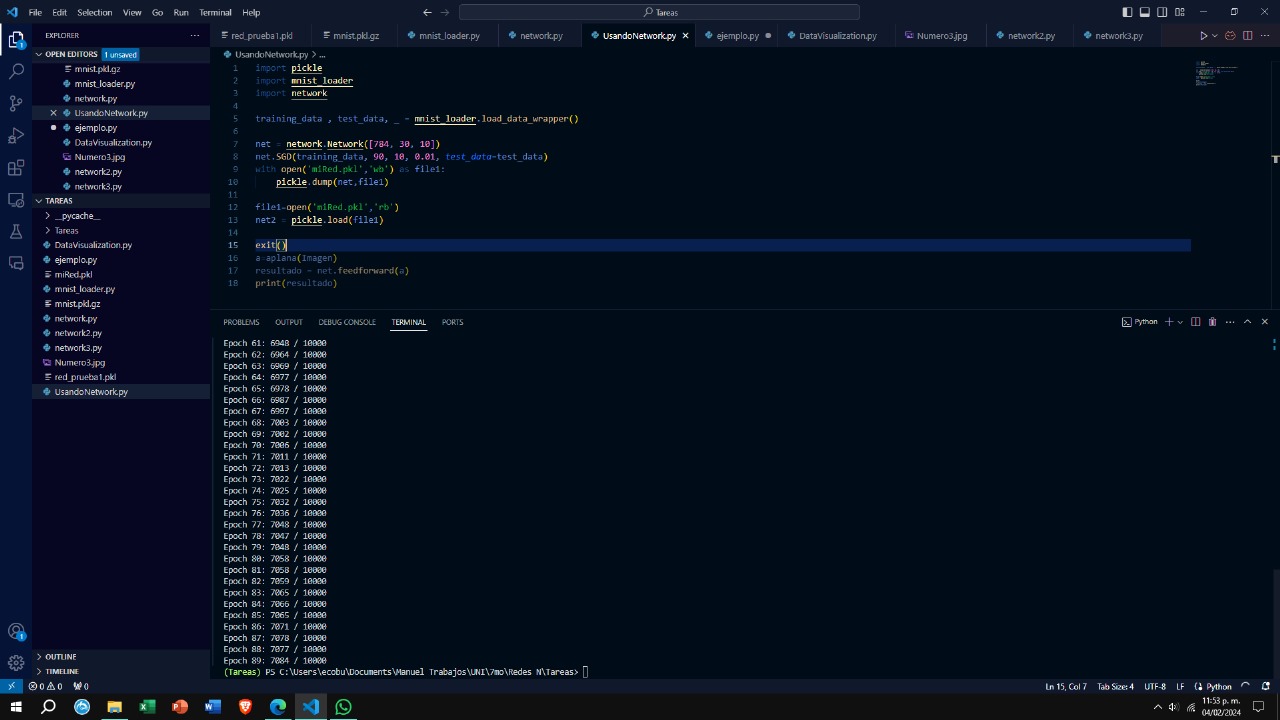 File Edit Selection View Go Run Terminal Help
Tareas
EXPLORER
OPEN EDITORS 1 unsaved
mnist.pkl.gz
mnist_loader.py
network.py
UsandoNetwork.py
ejemplo.py
DataVisualization.py
Numero3.jpg
network2.py
network3.py
TAREAS
__pycache__
Tareas
DataVisualization.py
ejemplo.py
miRed.pkl
mnist_loader.py
mnist.pkl.gz
network.py
network2.py
network3.py
Numero3.jpg
red_prueba1.pkl
UsandoNetwork.py
OUTLINE
TIMELINE
red_prueba1.pkl mnist.pkl.gz mnist_loader.py network.py UsandoNetwork.py ejemplo.py DataVisualization.py Numero3.jpg network2.py network3.py
UsandoNetwork.py > ...
1 import pickle
2 import mnist_loader
3 import network
4
5 training_data , test_data, _ = mnist_loader.load_data_wrapper()
6
7 net = network.Network([784, 30, 10])
8 net.SGD(training_data, 90, 10, 0.01, test_data=test_data)
9 with open('miRed.pkl','wb') as file1:
10 pickle.dump(net,file1)
11
12 file1=open('miRed.pkl','rb')
13 net2 = pickle.load(file1)
14
15 exit()
16 a=aplana(Imagen)
17 resultado = net.feedforward(a)
18 print(resultado)
PROBLEMS OUTPUT DEBUG CONSOLE TERMINAL PORTS
Python
Epoch 61: 6948 / 10000
Epoch 62: 6964 / 10000
Epoch 63: 6969 / 10000
Epoch 64: 6977 / 10000
Epoch 65: 6978 / 10000
Epoch 66: 6987 / 10000
Epoch 67: 6997 / 10000
Epoch 68: 7003 / 10000
Epoch 69: 7002 / 10000
Epoch 70: 7006 / 10000
Epoch 71: 7011 / 10000
Epoch 72: 7013 / 10000
Epoch 73: 7022 / 10000
Epoch 74: 7025 / 10000
Epoch 75: 7032 / 10000
Epoch 76: 7036 / 10000
Epoch 77: 7048 / 10000
Epoch 78: 7047 / 10000
Epoch 79: 7048 / 10000
Epoch 80: 7058 / 10000
Epoch 81: 7058 / 10000
Epoch 82: 7059 / 10000
Epoch 83: 7065 / 10000
Epoch 84: 7066 / 10000
Epoch 85: 7065 / 10000
Epoch 86: 7071 / 10000
Epoch 87: 7078 / 10000
Epoch 88: 7077 / 10000
Epoch 89: 7084 / 10000
(Tareas) PS C:\Users\ecobu\Documents\Manuel Trabajos\UNI\7mo\Redes N\Tareas>
0 0 0 Ln 15, Col 7 Tab Size: 4 UTF-8 LF Python
11:53 p. m.
04/02/2024